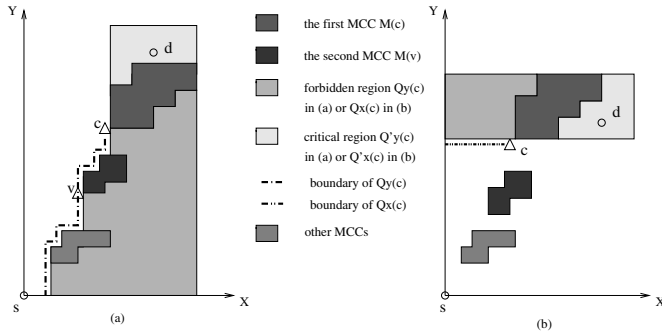 Y
d
c
v
s
X
(a)
the first MCC M(c)
the second MCC M(v)
forbidden region Qy(c)
in (a) or Qx(c) in (b)
critical region Q'y(c)
in (a) or Q'x(c) in (b)
boundary of Qy(c)
boundary of Qx(c)
other MCCs
Y
d
c
s
X
(b)